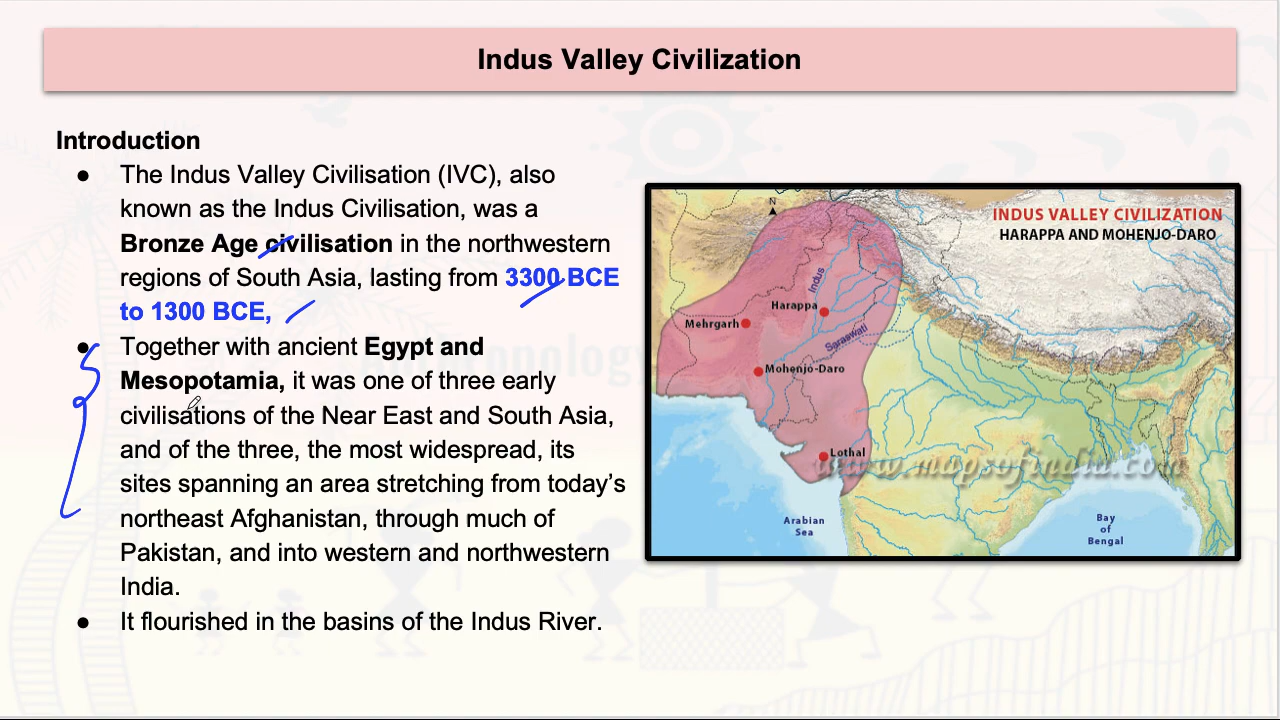 Indus Valley Civilization
Introduction
● The Indus Valley Civilisation (IVC), also
known as the Indus Civilisation, was a
Bronze Age civilisation in the northwestern
regions of South Asia, lasting from 3300 BCE
to 1300 BCE,
● Together with ancient Egypt and
Mesopotamia, it was one of three early
civilisations of the Near East and South Asia,
and of the three, the most widespread, its
sites spanning an area stretching from today’s
northeast Afghanistan, through much of
Pakistan, and into western and northwestern
India.
● It flourished in the basins of the Indus River.
N
INDUS VALLEY CIVILIZATION
HARAPPA AND MOHENJO-DARO
Indus
Harappa
Mehrgarh
Saraswati
Mohenjo-Daro
Lothal
www.mapsofindia.com
Arabian
Sea
Bay
of
Bengal